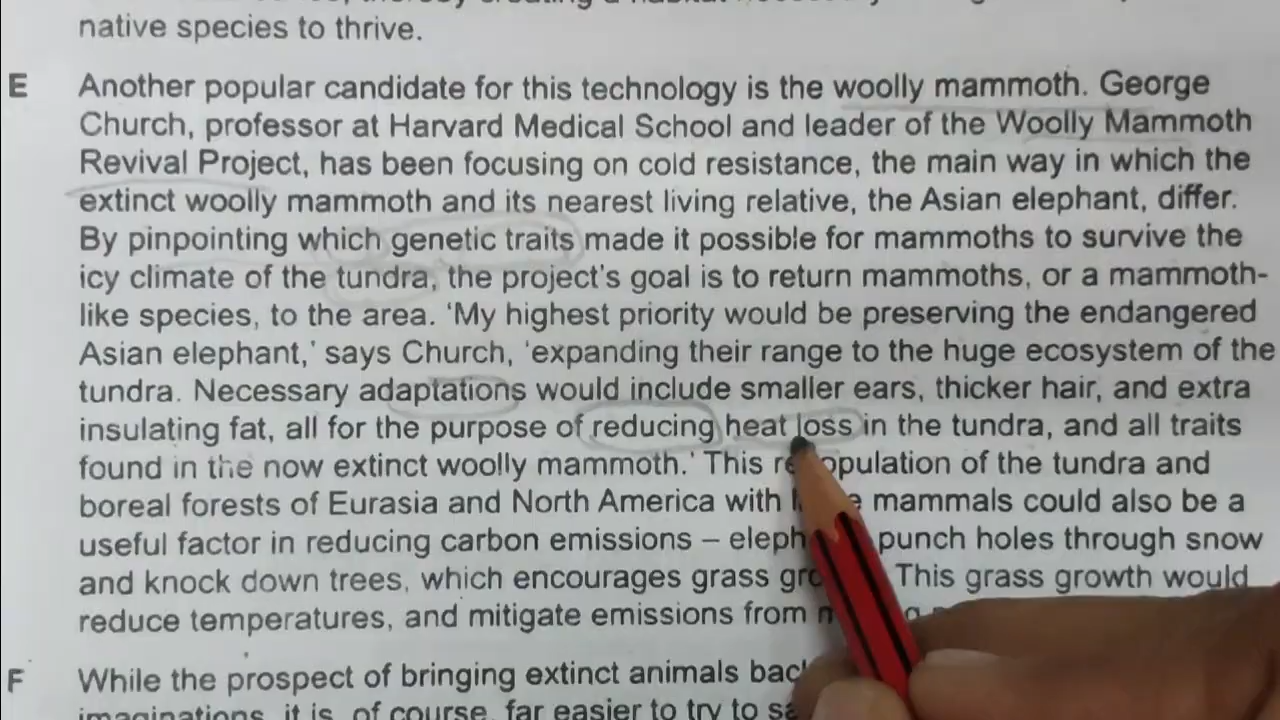 native species to thrive.
E Another popular candidate for this technology is the woolly mammoth. George
Church, professor at Harvard Medical School and leader of the Woolly Mammoth
Revival Project, has been focusing on cold resistance, the main way in which the
extinct woolly mammoth and its nearest living relative, the Asian elephant, differ.
By pinpointing which genetic traits made it possible for mammoths to survive the
icy climate of the tundra, the project's goal is to return mammoths, or a mammoth-
like species, to the area. ‘My highest priority would be preserving the endangered
Asian elephant,’ says Church, ‘expanding their range to the huge ecosystem of the
tundra. Necessary adaptations would include smaller ears, thicker hair, and extra
insulating fat, all for the purpose of reducing heat loss in the tundra, and all traits
found in the now extinct woolly mammoth.’ This population of the tundra and
boreal forests of Eurasia and North America with mammals could also be a
useful factor in reducing carbon emissions – punch holes through snow
and knock down trees, which encourages grass This grass growth would
reduce temperatures, and mitigate emissions from
F While the prospect of bringing extinct animals
imaginations, it is, of course, far easier to try to